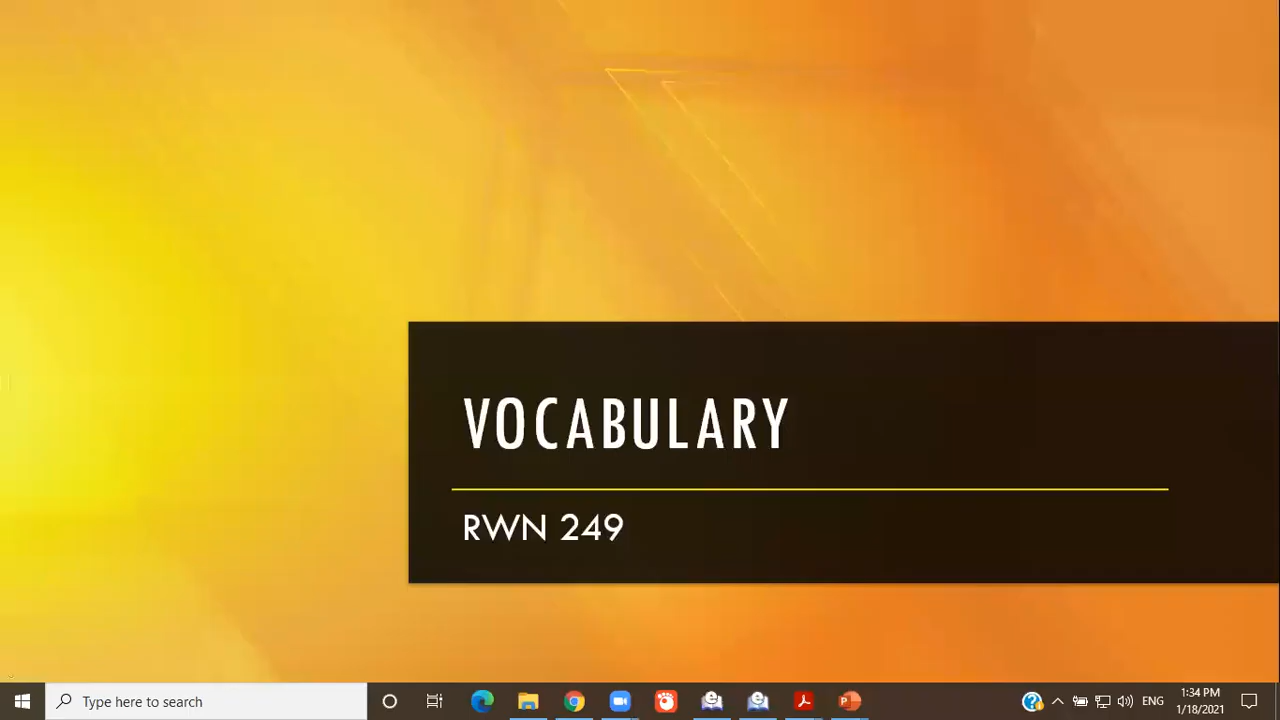 VOCABULARY
RWN 249
Type here to search
ENG
1:34 PM
1/18/2021